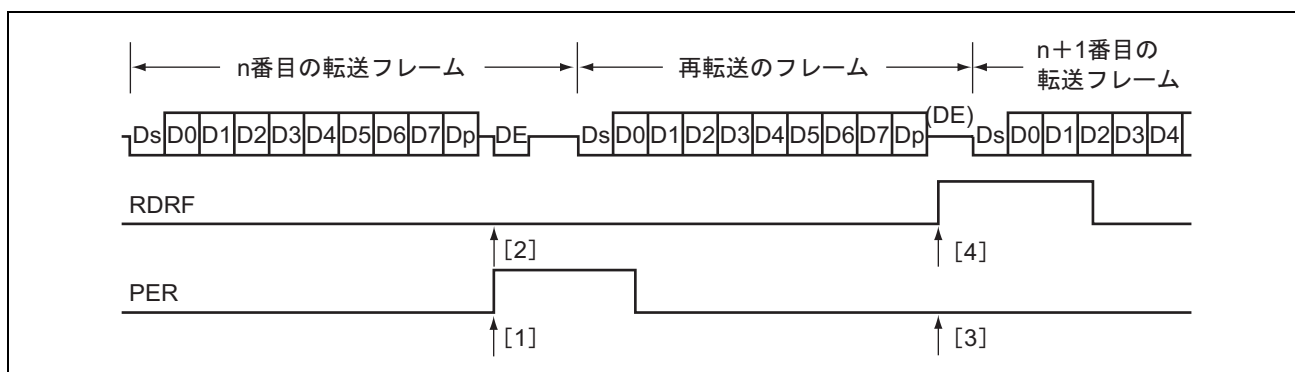 n番目の転送フレーム
再転送のフレーム
n+1番目の
転送フレーム
Ds D0 D1 D2 D3 D4 D5 D6 D7 Dp DE Ds D0 D1 D2 D3 D4 D5 D6 D7 Dp (DE) Ds D0 D1 D2 D3 D4
RDRF
[2] [4]
PER
[1] [3]